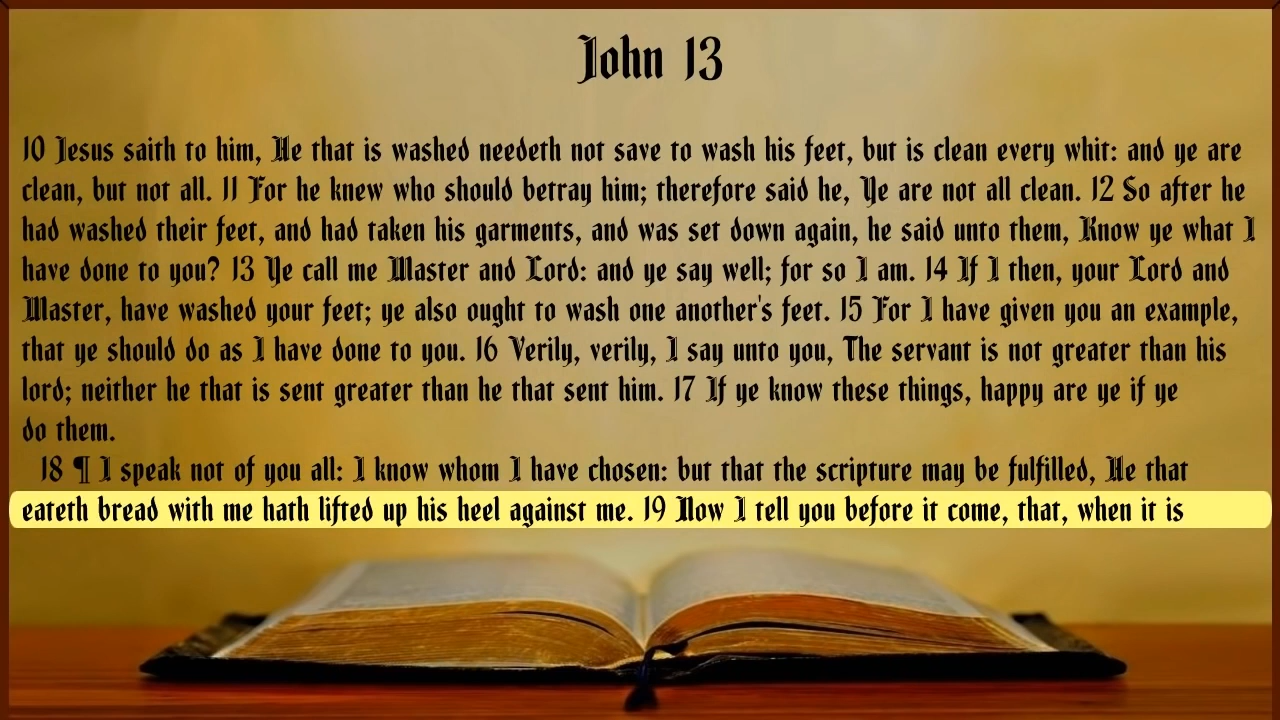 John 13
10 Jesus saith to him, He that is washed needeth not save to wash his feet, but is clean every whit: and ye are
clean, but not all. 11 For he knew who should betray him; therefore said he, Ye are not all clean. 12 So after he
had washed their feet, and had taken his garments, and was set down again, he said unto them, Know ye what I
have done to you? 13 Ye call me Master and Lord: and ye say well; for so I am. 14 If I then, your Lord and
Master, have washed your feet; ye also ought to wash one another's feet. 15 For I have given you an example,
that ye should do as I have done to you. 16 Verily, verily, I say unto you, The servant is not greater than his
lord; neither he that is sent greater than he that sent him. 17 If ye know these things, happy are ye if ye
do them.
18 ¶ I speak not of you all: I know whom I have chosen: but that the scripture may be fulfilled, He that
eateth bread with me hath lifted up his heel against me. 19 Now I tell you before it come, that, when it is